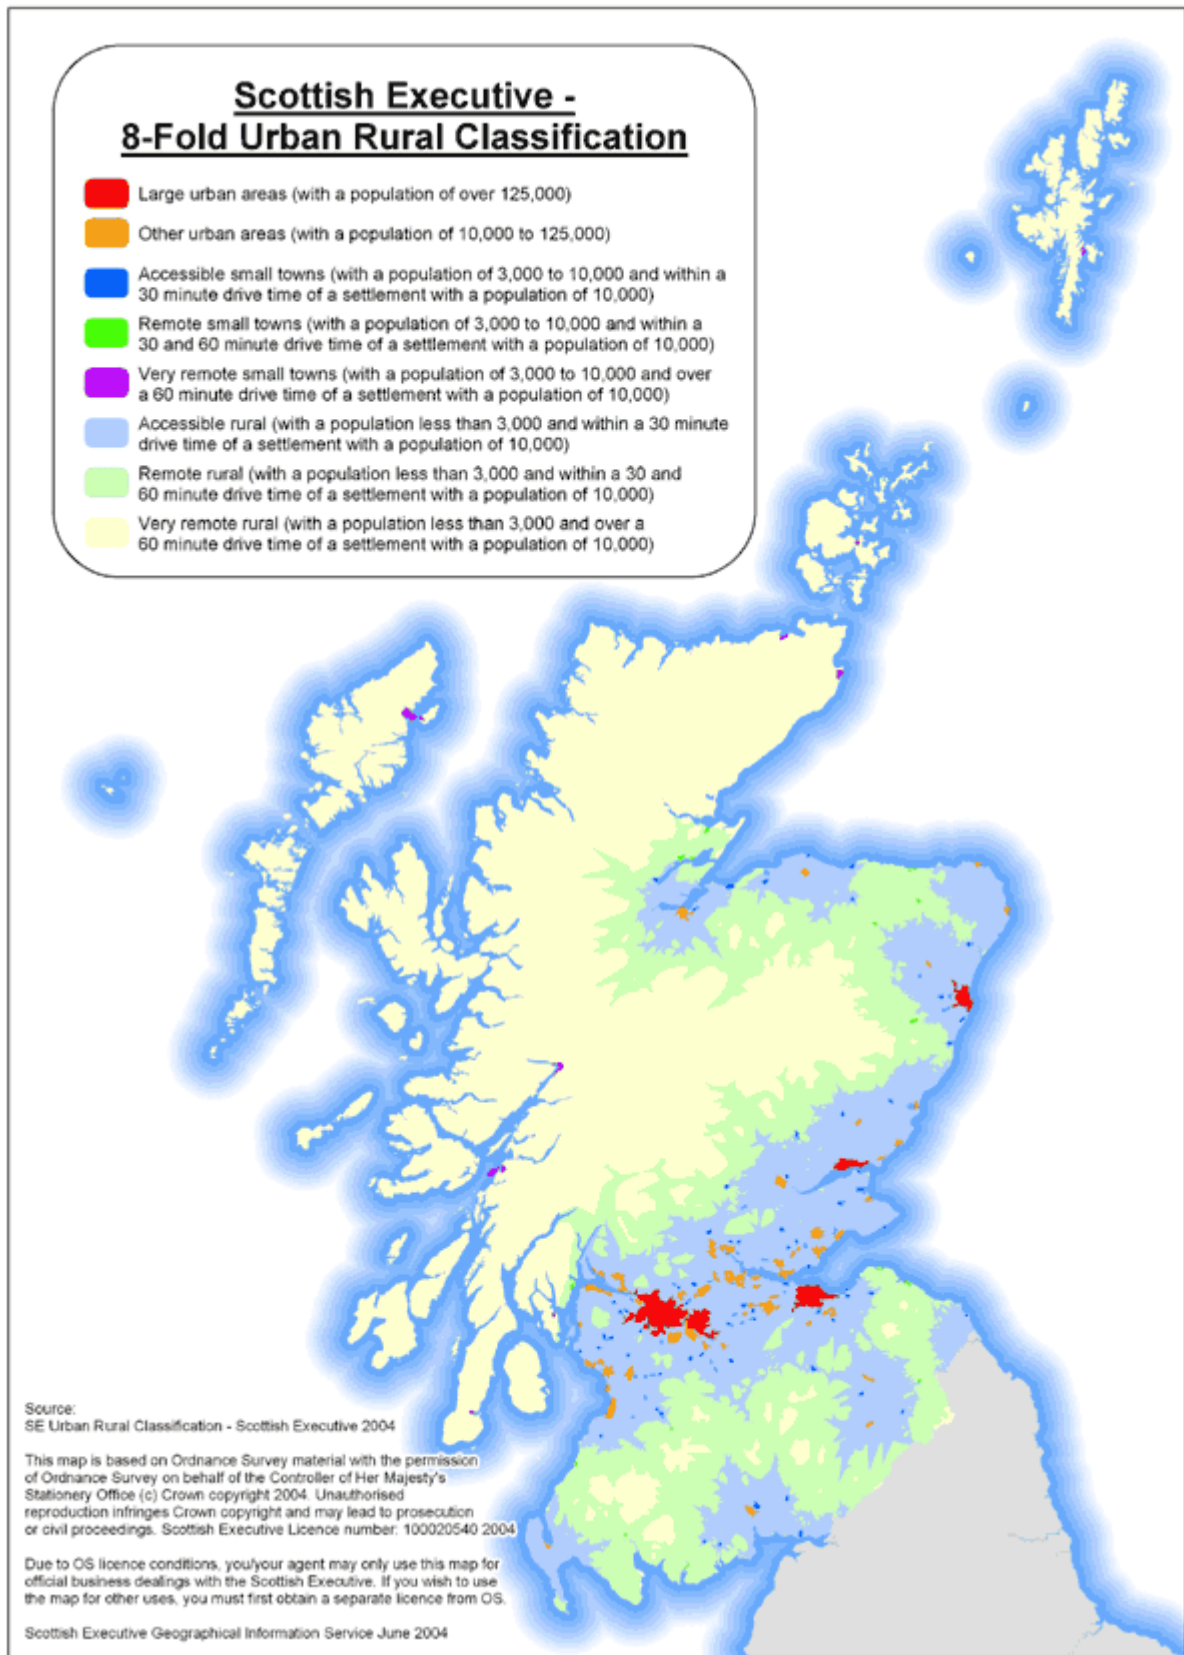 Scottish Executive -
8-Fold Urban Rural Classification
Large urban areas (with a population of over 125,000)
Other urban areas (with a population of 10,000 to 125,000)
Accessible small towns (with a population of 3,000 to 10,000 and within a
30 minute drive time of a settlement with a population of 10,000)
Remote small towns (with a population of 3,000 to 10,000 and within a
30 and 60 minute drive time of a settlement with a population of 10,000)
Very remote small towns (with a population of 3,000 to 10,000 and over
a 60 minute drive time of a settlement with a population of 10,000)
Accessible rural (with a population less than 3,000 and within a 30 minute
drive time of a settlement with a population of 10,000)
Remote rural (with a population less than 3,000 and within a 30 and
60 minute drive time of a settlement with a population of 10,000)
Very remote rural (with a population less than 3,000 and over a
60 minute drive time of a settlement with a population of 10,000)
Source:
SE Urban Rural Classification - Scottish Executive 2004
This map is based on Ordnance Survey material with the permission
of Ordnance Survey on behalf of the Controller of Her Majesty's
Stationery Office (c) Crown copyright 2004. Unauthorised
reproduction infringes Crown copyright and may lead to prosecution
or civil proceedings. Scottish Executive Licence number: 100020540 2004
Due to OS licence conditions, you/your agent may only use this map for
official business dealings with the Scottish Executive. If you wish to use
the map for other uses, you must first obtain a separate licence from OS.
Scottish Executive Geographical Information Service June 2004